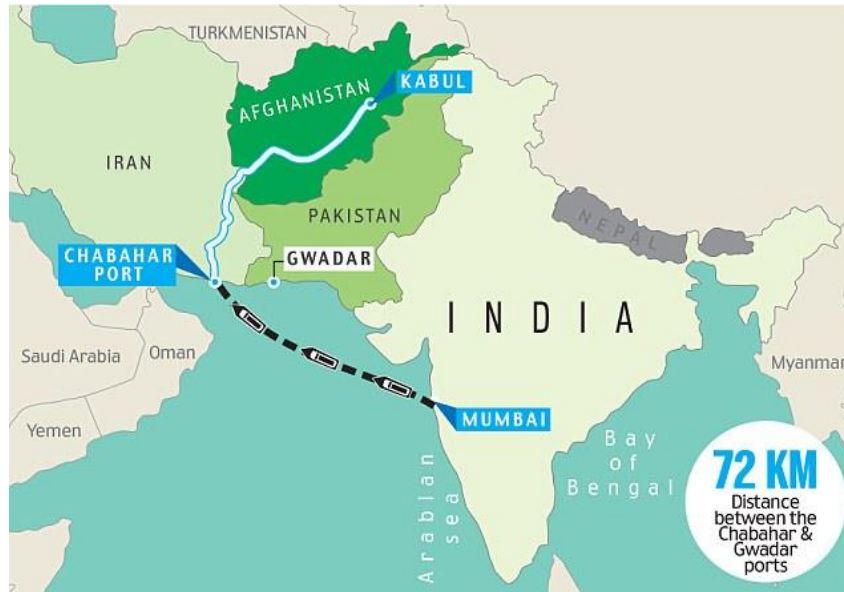 TURKMENISTAN
KABUL
AFGHANISTAN
IRAN
PAKISTAN
NEPAL
CHABAHAR
PORT
GWADAR
INDIA
Saudi Arabia
Oman
Myanmar
MUMBAI
Yemen
Bay
of
Bengal
Arabian
sea
72 KM
Distance
between the
Chabahar &
Gwadar
ports